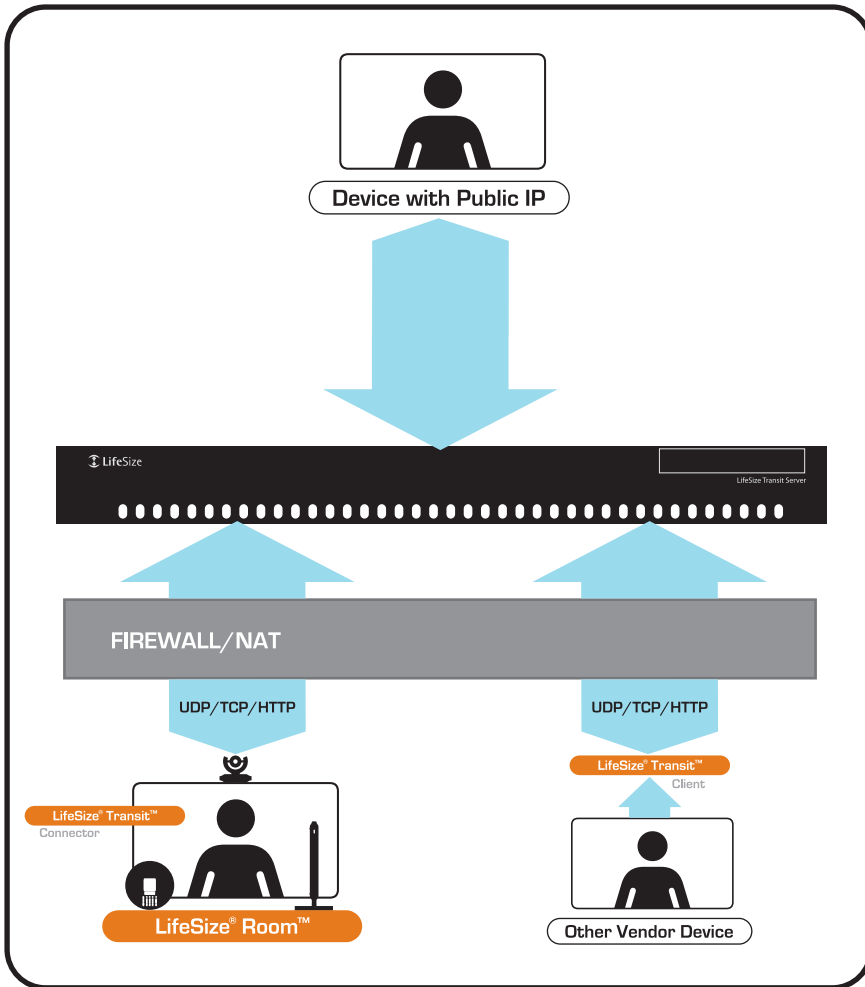 Device with Public IP
LifeSize
LifeSize Transit Server
FIREWALL/NAT
UDP/TCP/HTTP
UDP/TCP/HTTP
LifeSize® Transit™
Client
LifeSize® Transit™
Connector
LifeSize® Room™
Other Vendor Device